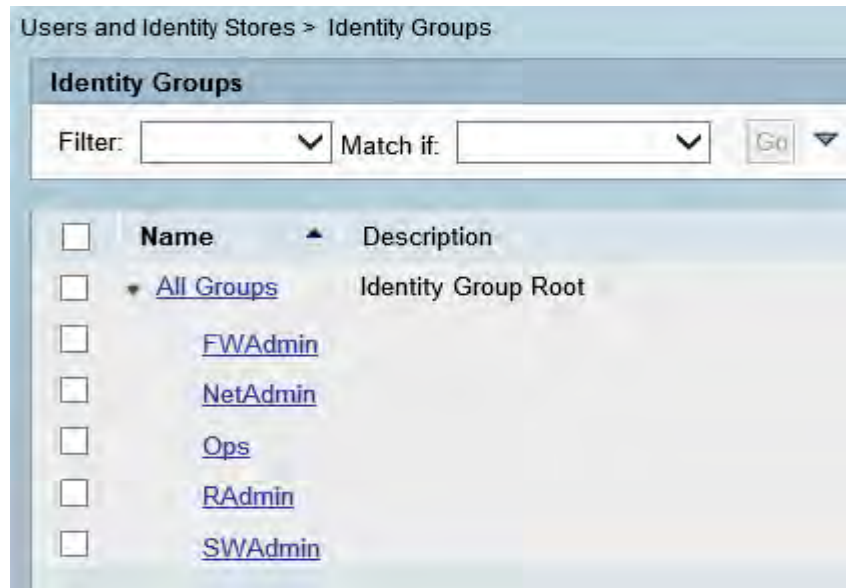 Users and Identity Stores > Identity Groups
Identity Groups
Filter: Match if: Go
Name Description
All Groups Identity Group Root
FWAdmin
NetAdmin
Ops
RAdmin
SWAdmin